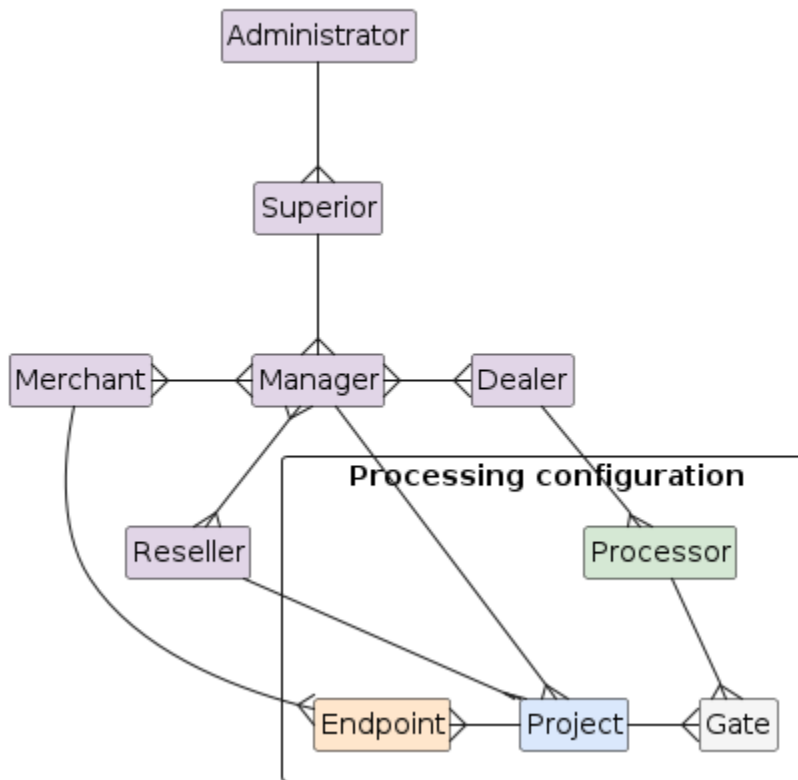 Administrator
Superior
Merchant
Manager
Dealer
Processing configuration
Reseller
Processor
Endpoint
Project
Gate